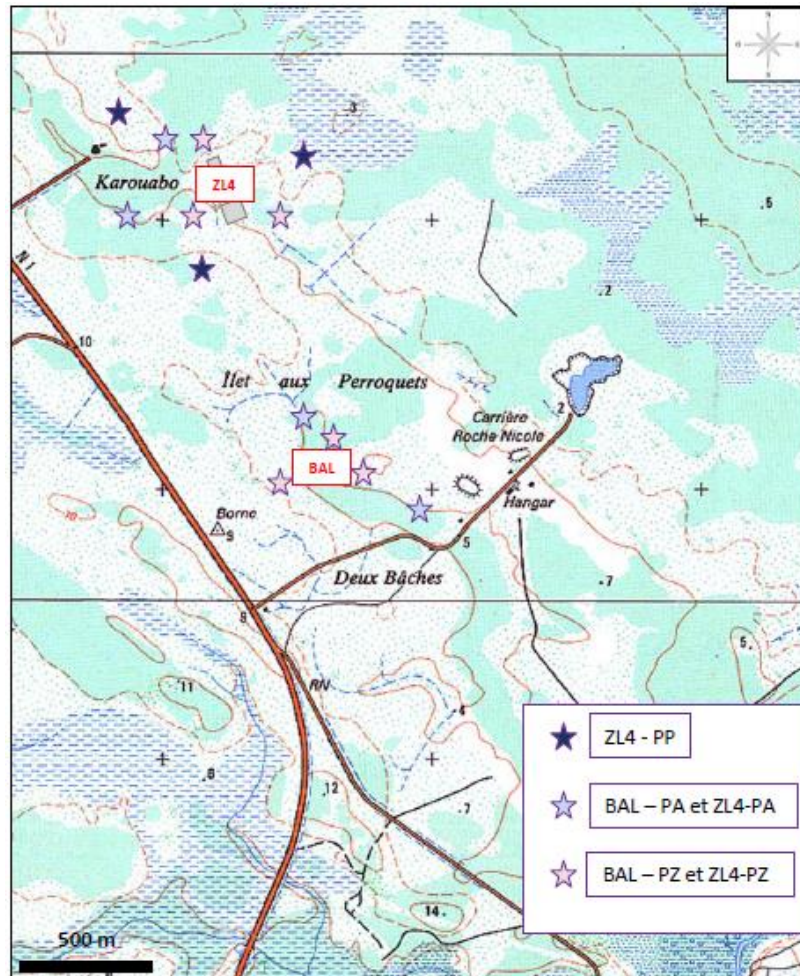 3
Karouabo
ZL4
.5
N1
.2
10
Îlet aux Perroquets
2
Carrière
Roche Nicole
BAL
Hangar
Borne
9
5
Deux Bâches
.7
RN
5
11
4
8
12
7
14
ZL4 - PP
BAL – PA et ZL4-PA
BAL – PZ et ZL4-PZ
500 m